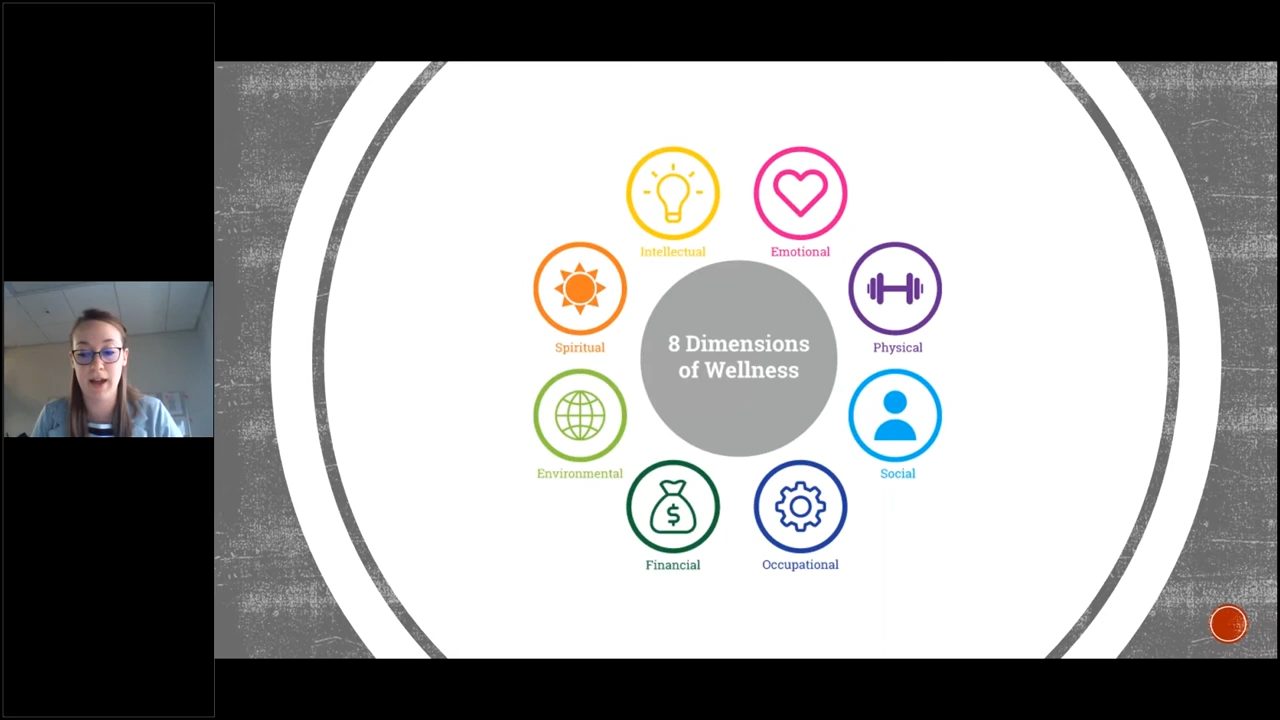 Intellectual
Emotional
Spiritual
8 Dimensions
of Wellness
Physical
Environmental
Social
$
Financial
Occupational